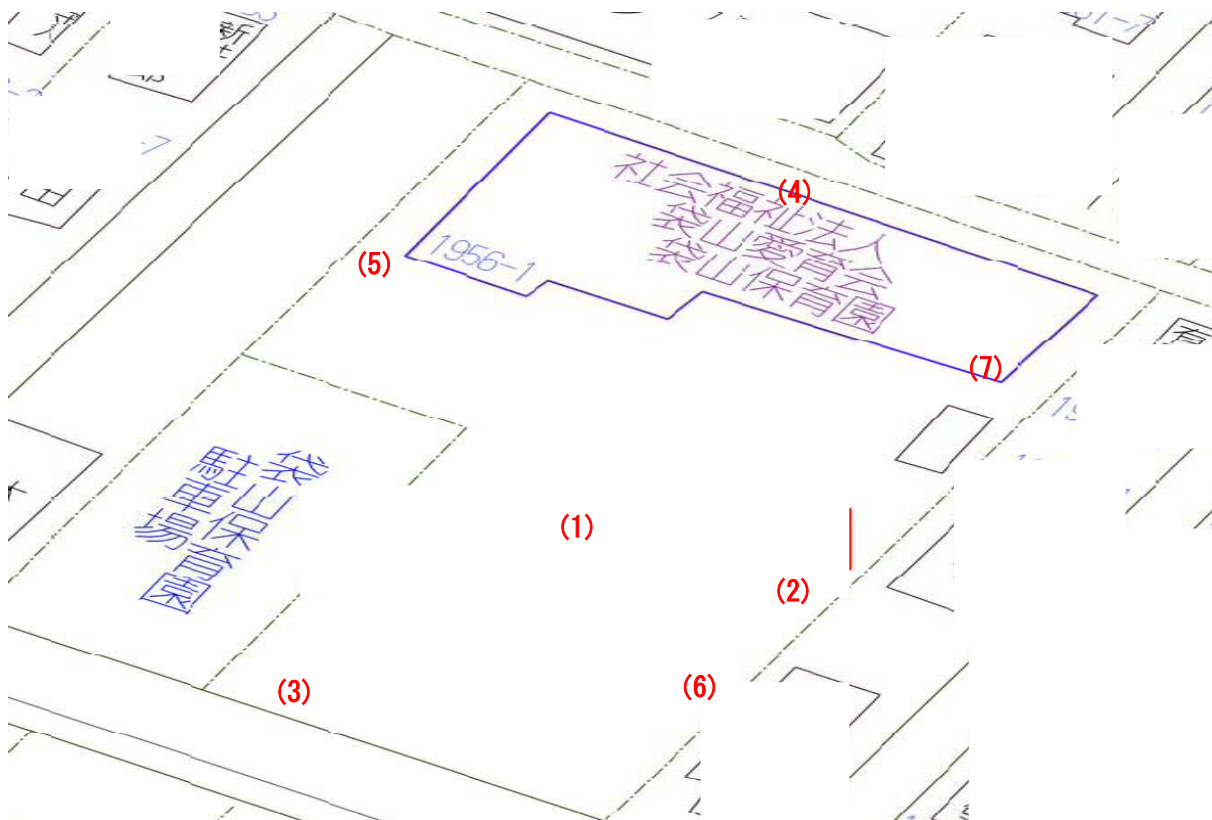 社会福祉法人
袋山愛育会
袋山保育園
(4)
(5)
1956-1
(7)
袋山保育園
駐車場
(1)
(2)
(3)
(6)